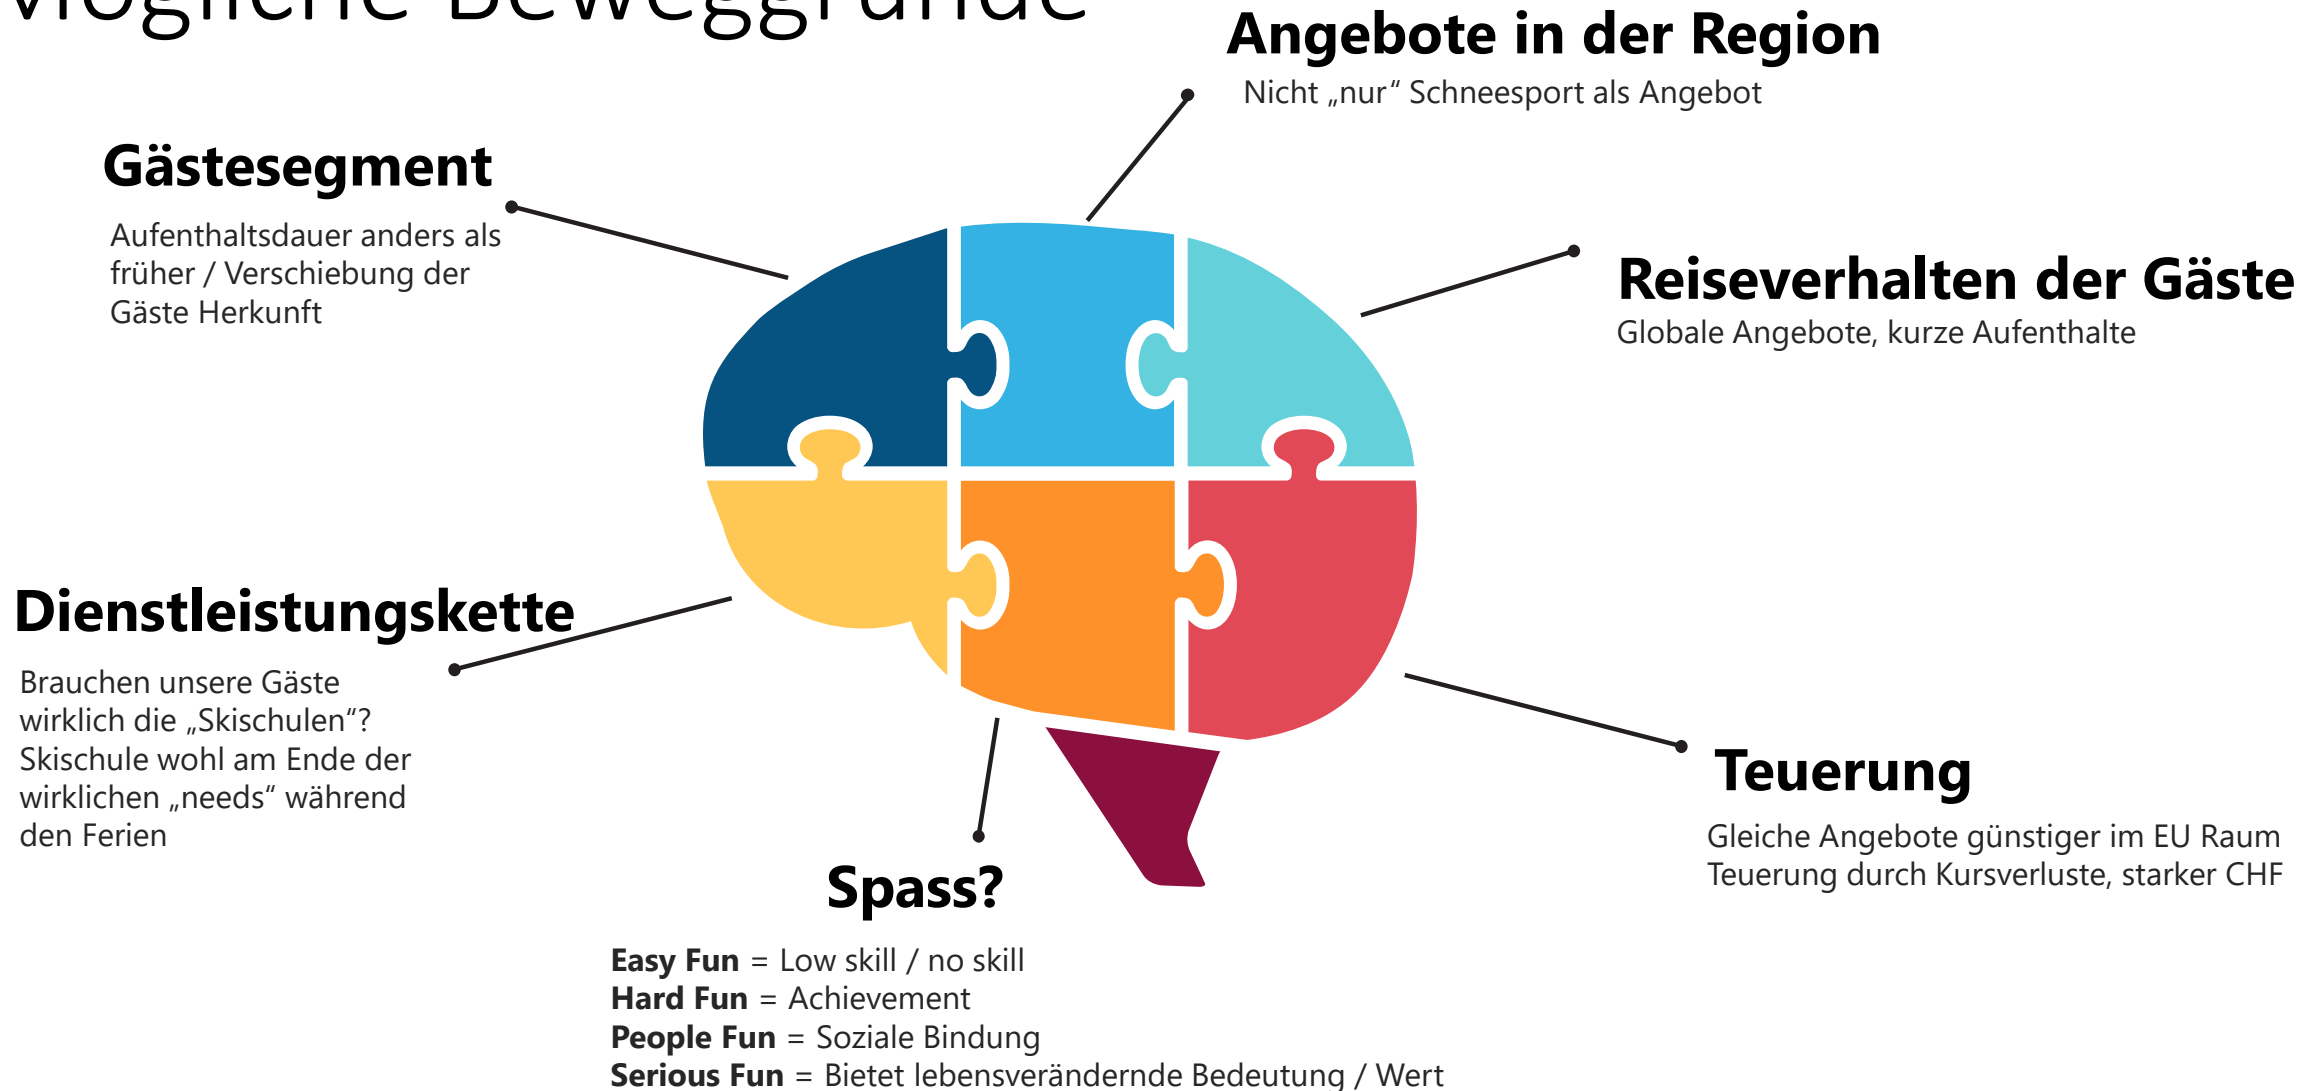 Mögliche Beweggründe
Angebote in der Region
Nicht „nur“ Schneesport als Angebot
Gästesegment
Aufenthaltsdauer anders als
früher / Verschiebung der
Gäste Herkunft
Reiseverhalten der Gäste
Globale Angebote, kurze Aufenthalte
Dienstleistungskette
Brauchen unsere Gäste
wirklich die „Skischulen“?
Skischule wohl am Ende der
wirklichen „needs“ während
den Ferien
Teuerung
Gleiche Angebote günstiger im EU Raum
Teuerung durch Kursverluste, starker CHF
Spass?
Easy Fun = Low skill / no skill
Hard Fun = Achievement
People Fun = Soziale Bindung
Serious Fun = Bietet lebensverändernde Bedeutung / Wert